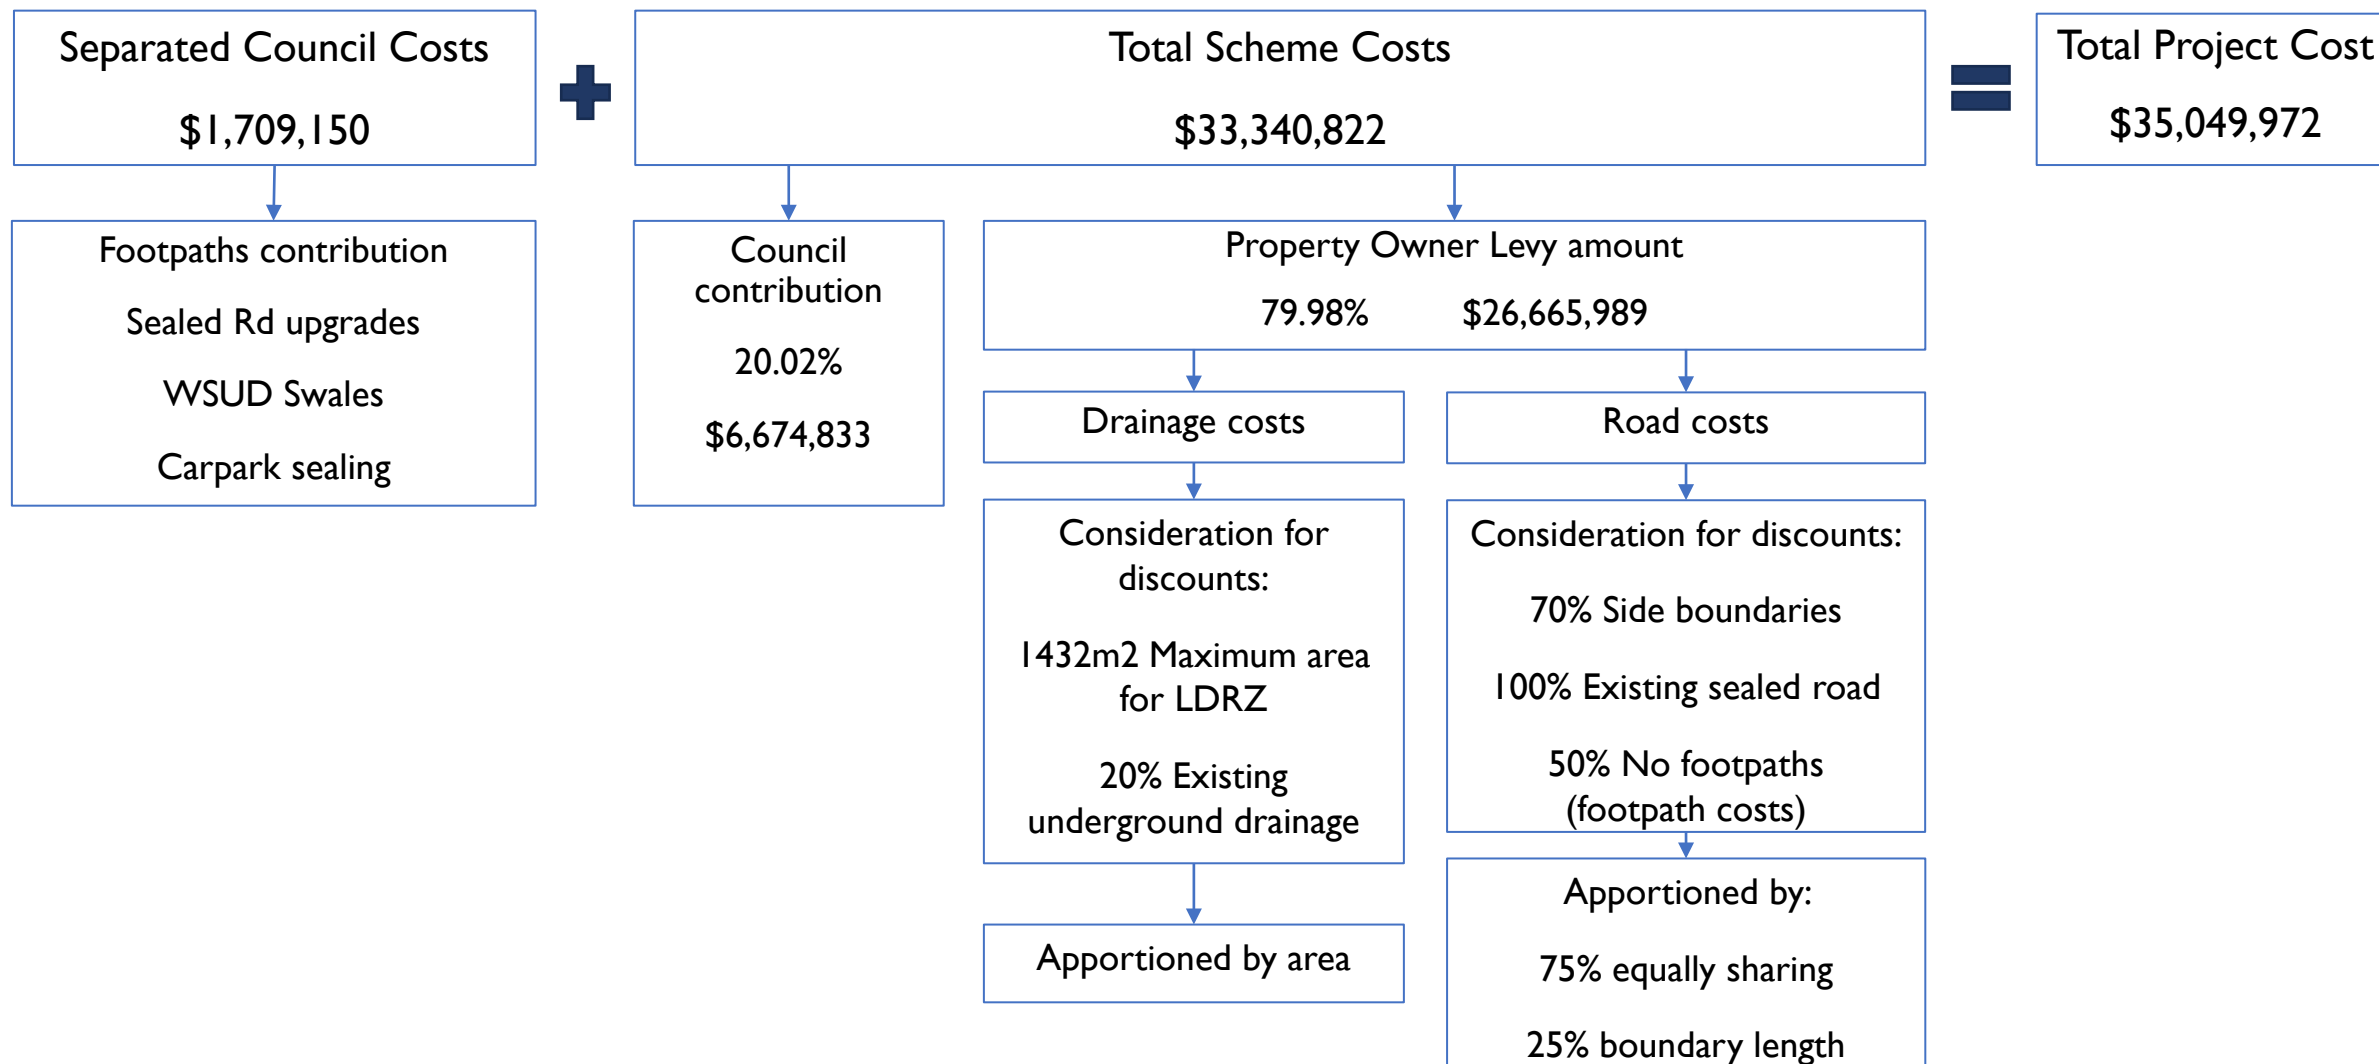 Separated Council Costs
$1,709,150
Total Scheme Costs
$33,340,822
Total Project Cost
$35,049,972
Footpaths contribution
Sealed Rd upgrades
WSUD Swales
Carpark sealing
Council
contribution
20.02%
$6,674,833
Property Owner Levy amount
79.98% $26,665,989
Drainage costs
Consideration for
discounts:
1432m2 Maximum area
for LDRZ
20% Existing
underground drainage
Apportioned by area
Road costs
Consideration for discounts:
70% Side boundaries
100% Existing sealed road
50% No footpaths
(footpath costs)
Apportioned by:
75% equally sharing
25% boundary length